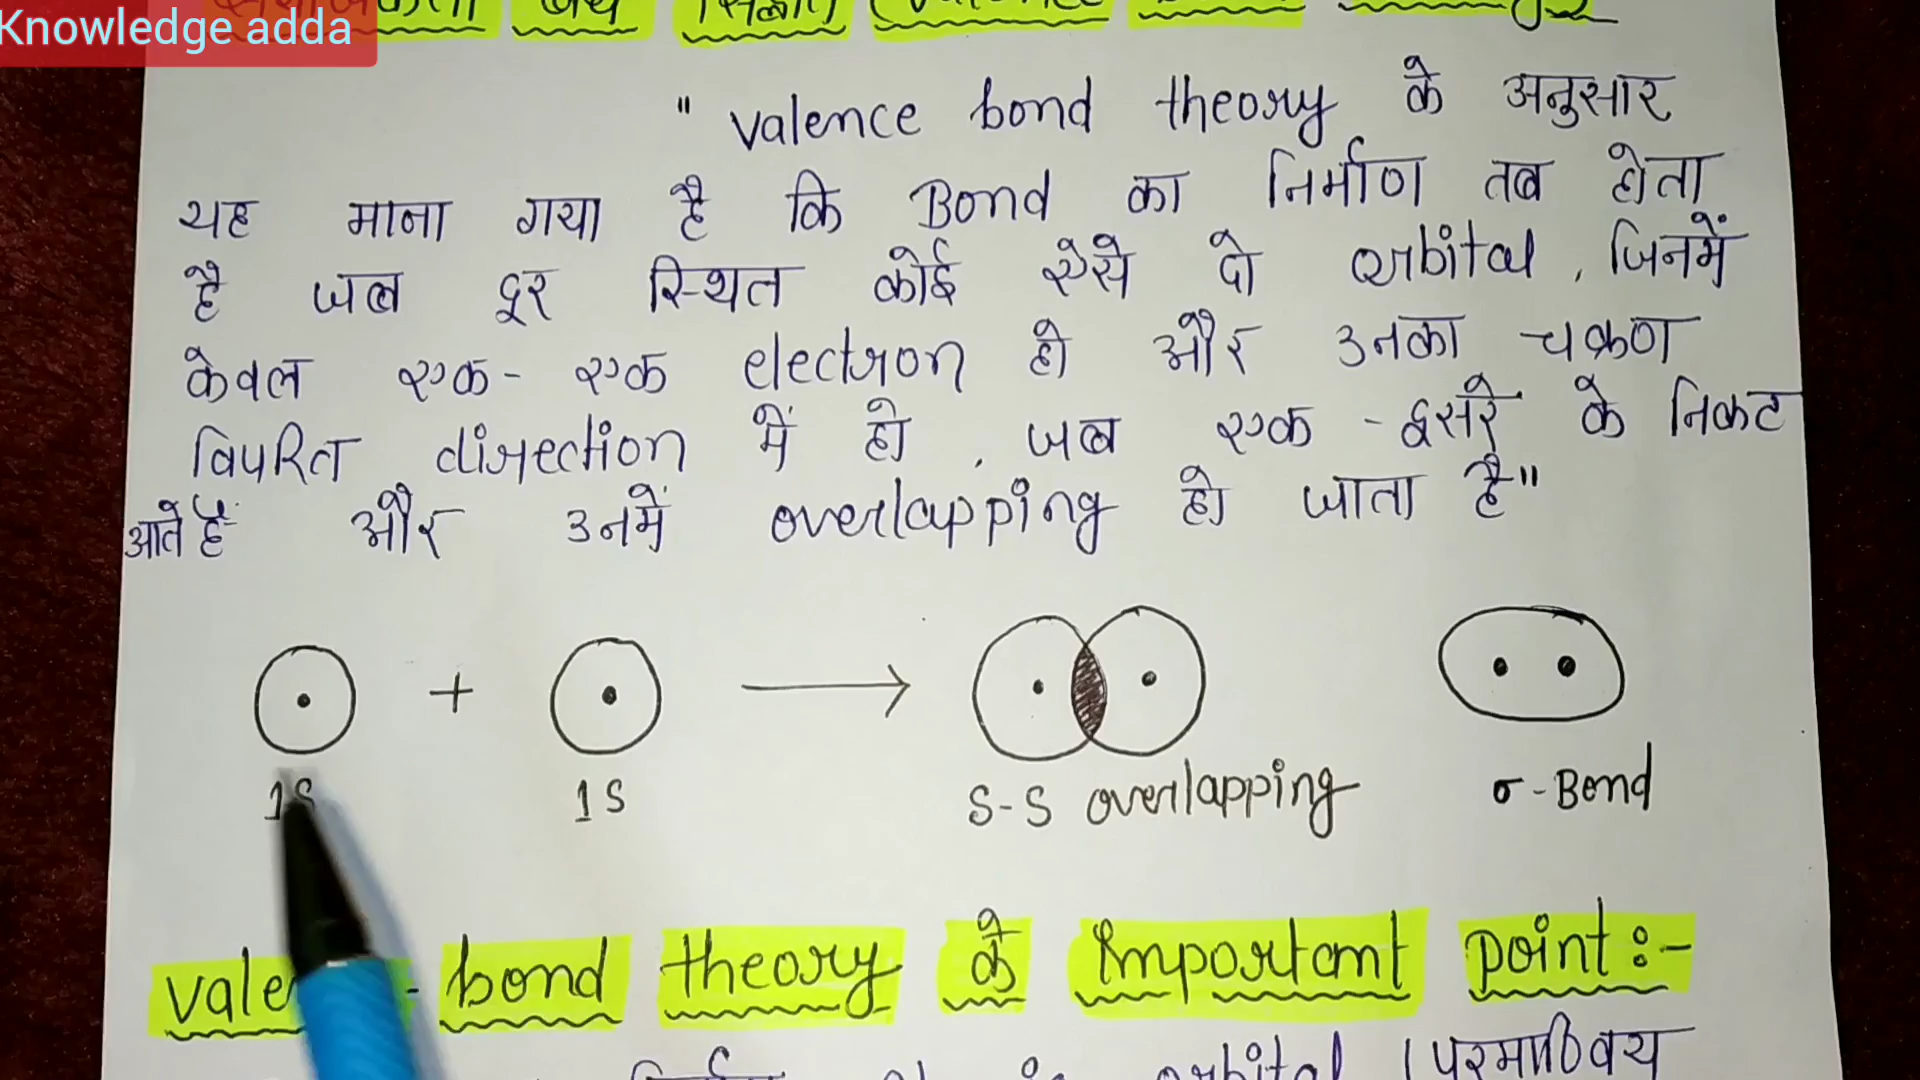 Knowledge adda
" valence bond theory के अनुसार
यह माना गया है कि Bond का निर्माण तब होता
है जब दूर स्थित कोई ऐसे दो orbital , जिनमें
केवल एक - एक electron हो और उनका चक्रण
विपरित direction में हो , जब एक - दूसरे के निकट
आते हैं और उनमें overlapping हो जाता है"
+
1S 1S S-S overlapping σ - Bond
bond theory के Important point :-
orbital (परमाण्विय